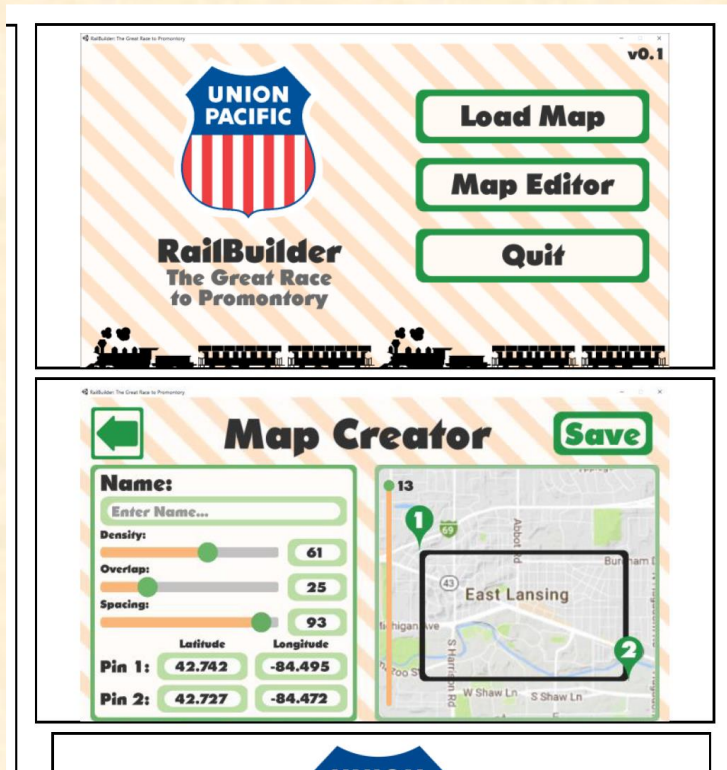 RailBuilder: The Great Race to Promontory
v0.1
UNION
PACIFIC
Load Map
Map Editor
Quit
RailBuilder
The Great Race
to Promontory
RailBuilder: The Great Race to Promontory
Map Creator
Save
Name:
Enter Name...
Density:
61
Overlap:
25
Spacing:
93
Latitude
Longitude
Pin 1:
42.742
-84.495
Pin 2:
42.727
-84.472
13
1
69
Abbot Rd
43
East Lansing
S Harrison Rd
2
W Shaw Ln
S Shaw Ln